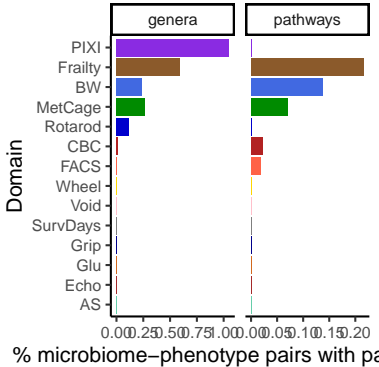 genera pathways
PIXI
Frailty
BW
MetCage
Rotarod
CBC
FACS
Wheel
Void
SurvDays
Grip
Glu
Echo
AS
Domain
0.00 0.25 0.50 0.75 1.00 0.00 0.05 0.10 0.15 0.20
% microbiome−phenotype pairs with pa